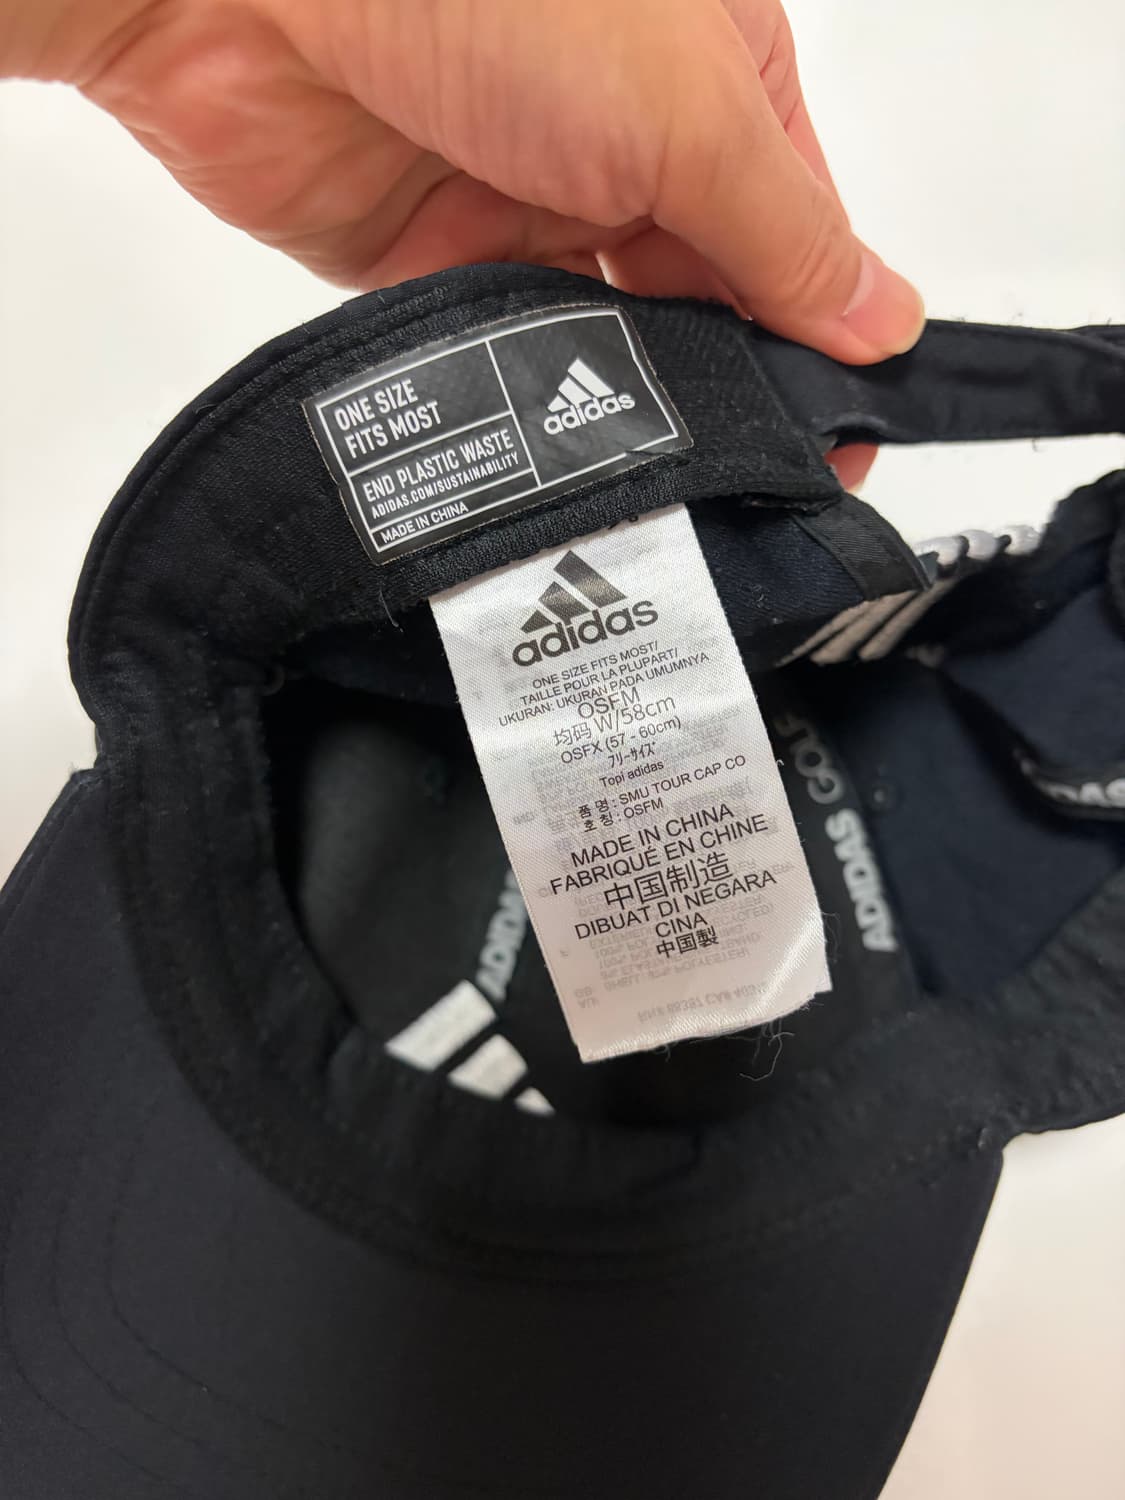 ONE SIZE
FITS MOST
END PLASTIC WASTE
ADIDAS.COM/SUSTAINABILITY
MADE IN CHINA
adidas
adidas
ONE SIZE FITS MOST/
TAILLE POUR LA PLUPART/
UKURAN: UKURAN PADA UMUMNYA
OSFM
均码 W/58cm
OSFX (57 - 60cm)
フリーサイズ
Topi adidas
품 명 : SMU TOUR CAP CO
호 칭 : OSFM
MADE IN CHINA
FABRIQUÉ EN CHINE
中国制造
DIBUAT DI NEGARA
CINA
中国製
ADIDAS
ADIDAS GOLF